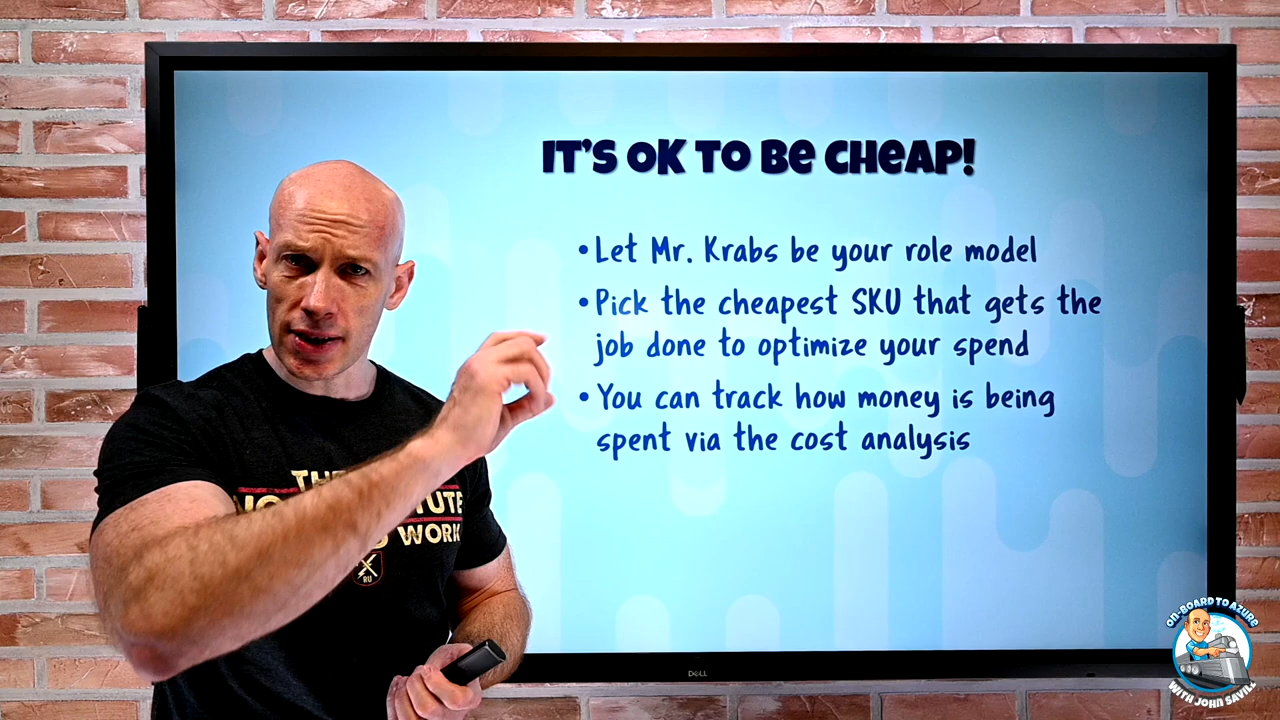 IT'S OK TO BE CHEAP!
•Let Mr. Krabs be your role model
•Pick the cheapest SKU that gets the
job done to optimize your spend
•You can track how money is being
spent via the cost analysis
WORK
RU
DELL
ON-BOARD TO AZURE
WITH JOHN SAVILL